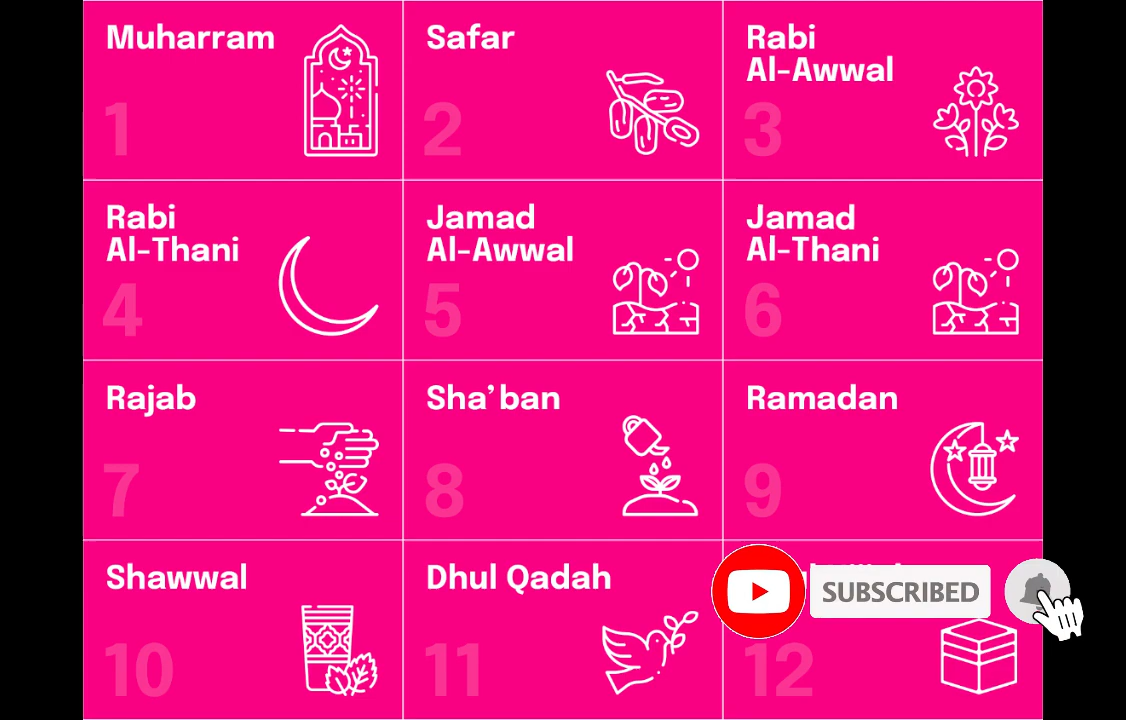 Muharram
1
Safar
2
Rabi
Al-Awwal
3
Rabi
Al-Thani
4
Jamad
Al-Awwal
5
Jamad
Al-Thani
6
Rajab
7
Sha’ban
8
Ramadan
9
Shawwal
10
Dhul Qadah
11
SUBSCRIBED
12